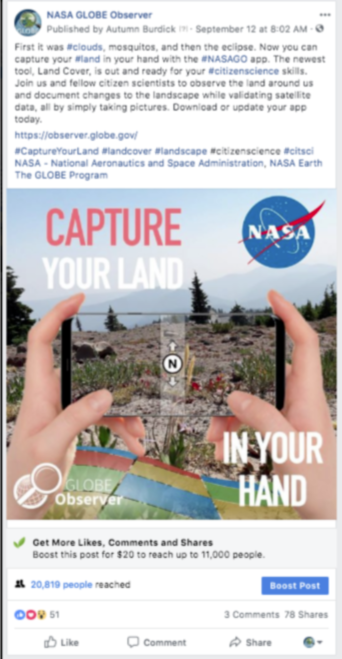 NASA GLOBE Observer
Published by Autumn Burdick [?] · September 12 at 8:02 AM ·
First it was #clouds, mosquitos, and then the eclipse. Now you can
capture your #land in your hand with the #NASAGO app. The newest
tool, Land Cover, is out and ready for your #citizenscience skills.
Join us and fellow citizen scientists to observe the land around us
and document changes to the landscape while validating satellite
data, all by simply taking pictures. Download or update your app
today.
https://observer.globe.gov/
#CaptureYourLand #landcover #landscape #citizenscience #citsci
NASA - National Aeronautics and Space Administration, NASA Earth
The GLOBE Program
CAPTURE
YOUR LAND
NASA
N
IN YOUR
HAND
GLOBE
Observer
Get More Likes, Comments and Shares
Boost this post for $20 to reach up to 11,000 people.
20,819 people reached
Boost Post
51
3 Comments 78 Shares
Like Comment Share